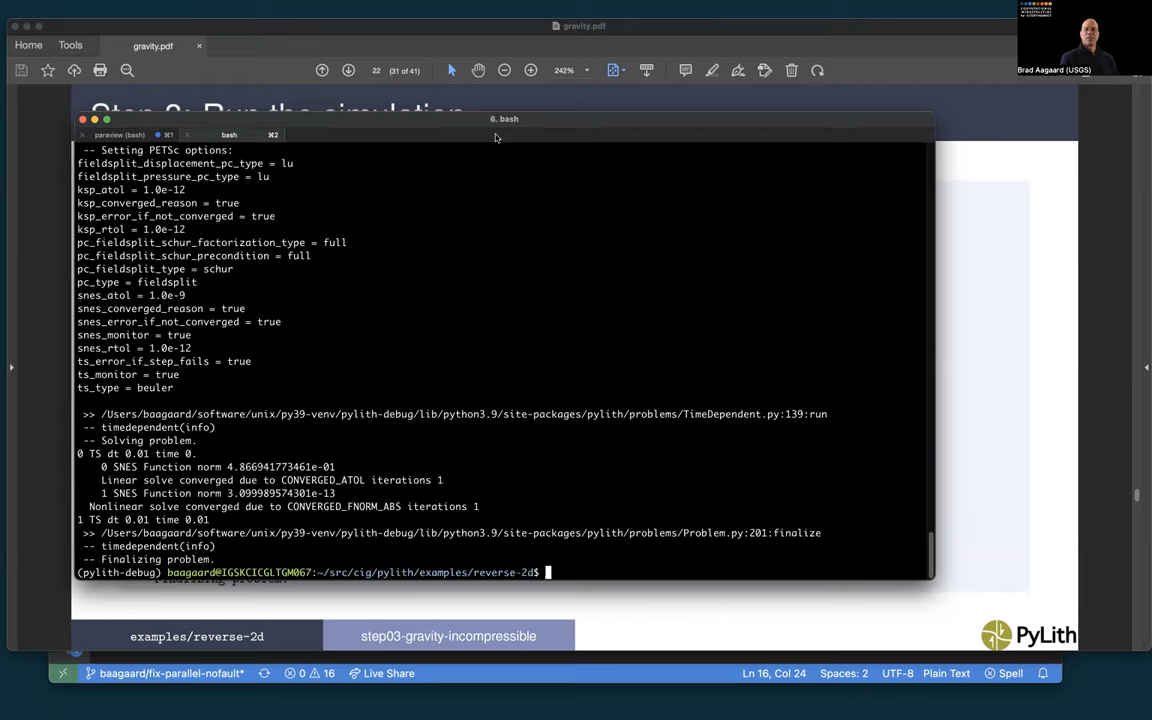 gravity.pdf
COMPUTATIONAL
INFRASTRUCTURE
for GEODYNAMICS
Home Tools gravity.pdf ×
22 (31 of 41) 242%
Brad Aagaard (USGS)
6. bash
× paraview (bash) ⌘1 × bash ⌘2
-- Setting PETSc options:
fieldsplit_displacement_pc_type = lu
fieldsplit_pressure_pc_type = lu
ksp_atol = 1.0e-12
ksp_converged_reason = true
ksp_error_if_not_converged = true
ksp_rtol = 1.0e-12
pc_fieldsplit_schur_factorization_type = full
pc_fieldsplit_schur_precondition = full
pc_fieldsplit_type = schur
pc_type = fieldsplit
snes_atol = 1.0e-9
snes_converged_reason = true
snes_error_if_not_converged = true
snes_monitor = true
snes_rtol = 1.0e-12
ts_error_if_step_fails = true
ts_monitor = true
ts_type = beuler
>> /Users/baagaard/software/unix/py39-venv/pylith-debug/lib/python3.9/site-packages/pylith/problems/TimeDependent.py:139:run
-- timedependent(info)
-- Solving problem.
0 TS dt 0.01 time 0.
0 SNES Function norm 4.866941773461e-01
Linear solve converged due to CONVERGED_ATOL iterations 1
1 SNES Function norm 3.099989574301e-13
Nonlinear solve converged due to CONVERGED_FNORM_ABS iterations 1
1 TS dt 0.01 time 0.01
>> /Users/baagaard/software/unix/py39-venv/pylith-debug/lib/python3.9/site-packages/pylith/problems/Problem.py:201:finalize
-- timedependent(info)
-- Finalizing problem.
(pylith-debug) baagaard@IGSKCICGLTGM067:~/src/cig/pylith/examples/reverse-2d$
examples/reverse-2d step03-gravity-incompressible PyLith
baagaard/fix-parallel-nofault* 0 16 Live Share Ln 16, Col 24 Spaces: 2 UTF-8 Plain Text Spell